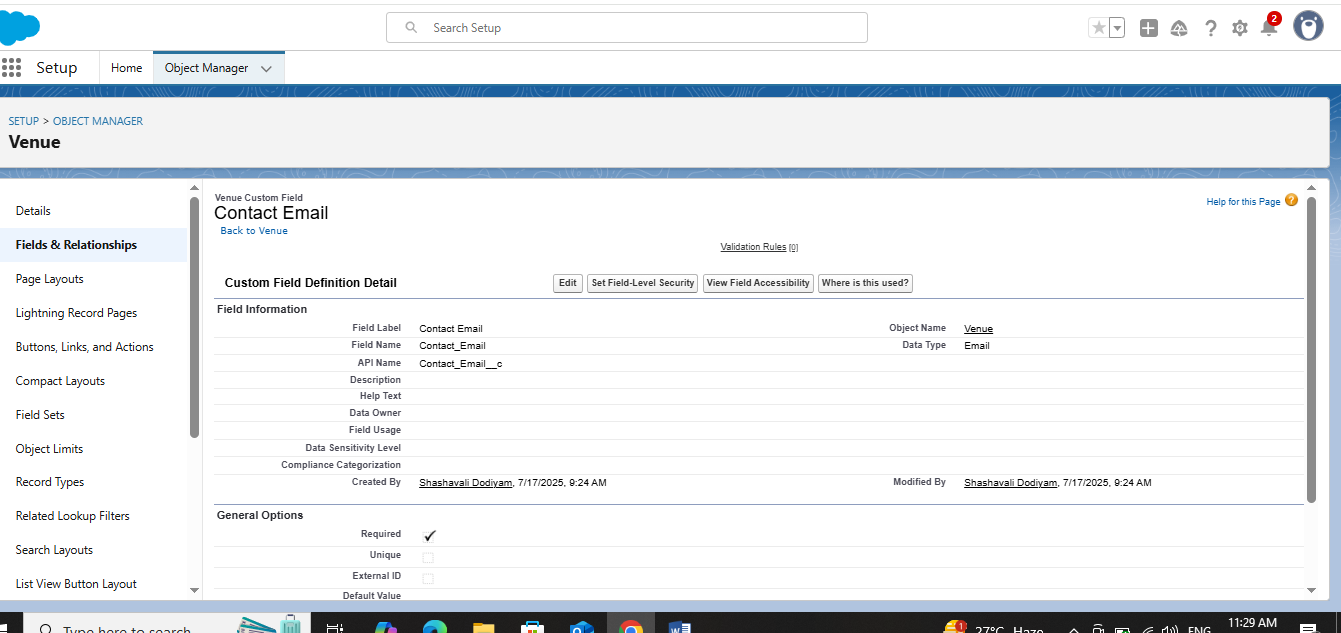 Search Setup
2
Setup
Home
Object Manager
SETUP > OBJECT MANAGER
Venue
Details
Fields & Relationships
Page Layouts
Lightning Record Pages
Buttons, Links, and Actions
Compact Layouts
Field Sets
Object Limits
Record Types
Related Lookup Filters
Search Layouts
List View Button Layout
Venue Custom Field
Contact Email
Back to Venue
Help for this Page ?
Validation Rules [0]
Custom Field Definition Detail
Edit
Set Field-Level Security
View Field Accessibility
Where is this used?
Field Information
Field Label Contact Email Object Name Venue
Field Name Contact_Email Data Type Email
API Name Contact_Email__c
Description
Help Text
Data Owner
Field Usage
Data Sensitivity Level
Compliance Categorization
Created By Shashavali Dodiyam, 7/17/2025, 9:24 AM Modified By Shashavali Dodiyam, 7/17/2025, 9:24 AM
General Options
Required
Unique
External ID
Default Value
Type here to search
1
27°C Haze
ENG
11:29 AM